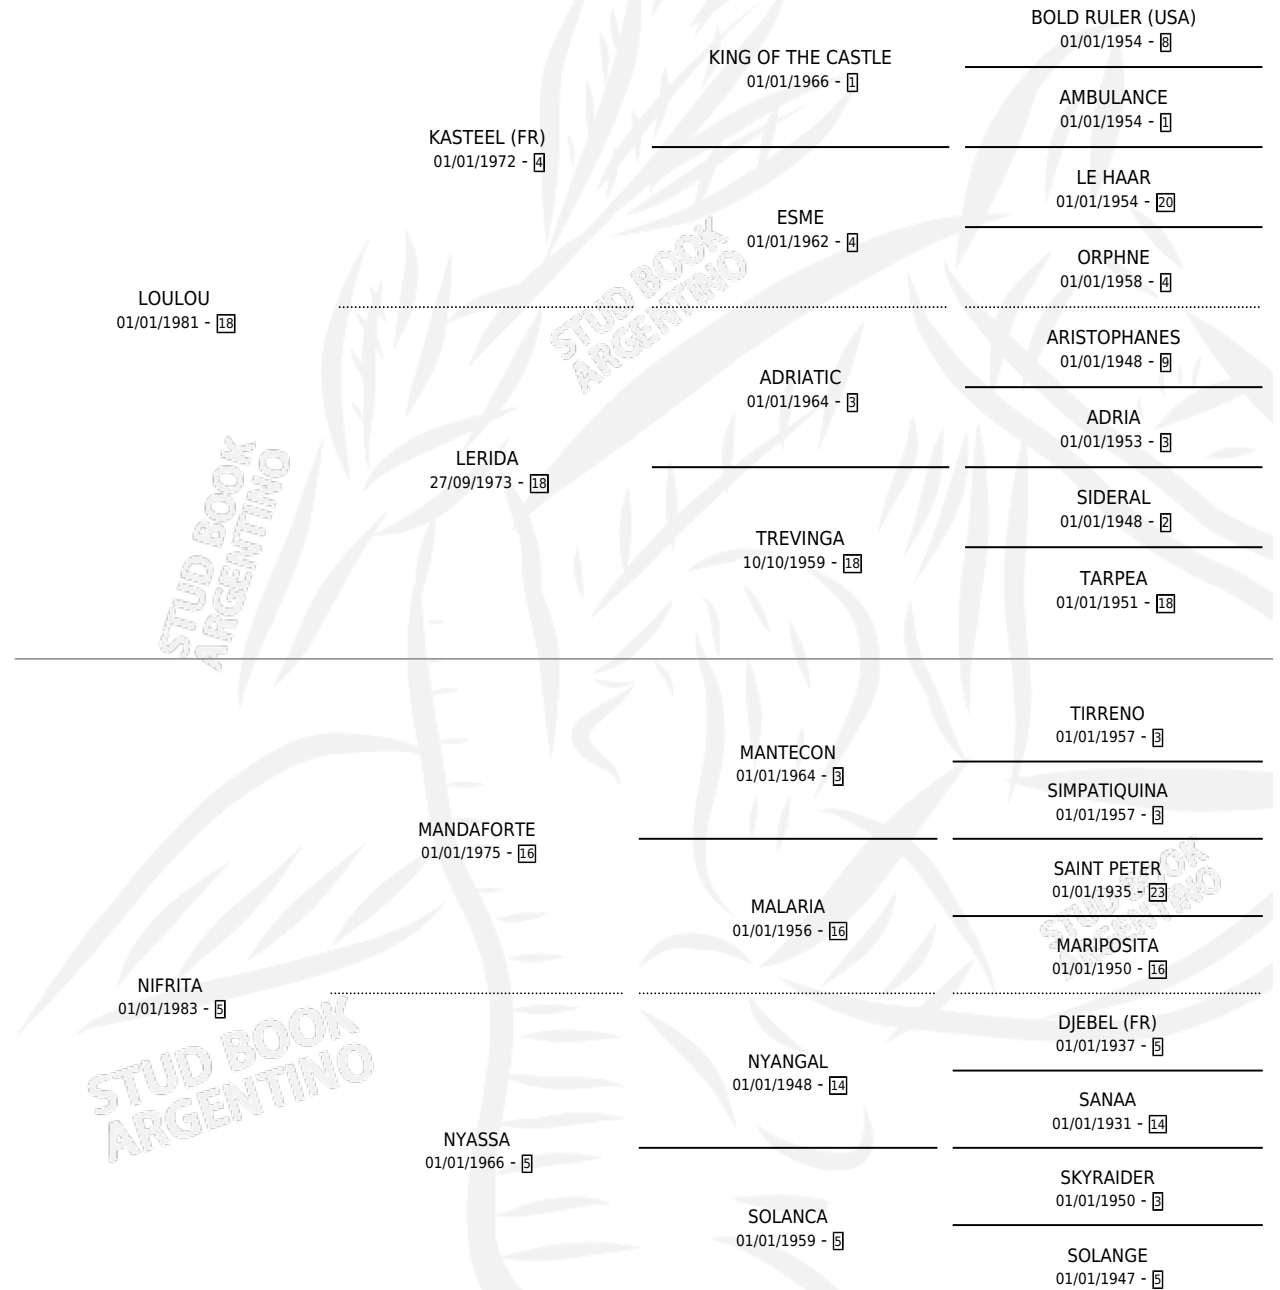 BOLD RULER (USA)
01/01/1954 - 8
KING OF THE CASTLE
01/01/1966 - 1
AMBULANCE
01/01/1954 - 1
KASTEEL (FR)
01/01/1972 - 4
LE HAAR
01/01/1954 - 20
ESME
01/01/1962 - 4
ORPHNE
01/01/1958 - 4
LOULOU
01/01/1981 - 18
STUD BOOK
ARGENTINO
ARISTOPHANES
01/01/1948 - 9
ADRIATIC
01/01/1964 - 3
ADRIA
01/01/1953 - 3
LERIDA
27/09/1973 - 18
SIDERAL
01/01/1948 - 2
TREVINGA
10/10/1959 - 18
TARPEA
01/01/1951 - 18
STUD BOOK
ARGENTINO
TIRRENO
01/01/1957 - 3
MANTECON
01/01/1964 - 3
SIMPATIQUINA
01/01/1957 - 3
MANDAFORTE
01/01/1975 - 16
SAINT PETER
01/01/1935 - 23
MALARIA
01/01/1956 - 16
STUD BOOK
ARGENTINO
MARIPOSITA
01/01/1950 - 16
NIFRITA
01/01/1983 - 5
DJEBEL (FR)
01/01/1937 - 5
STUD BOOK
ARGENTINO
NYANGAL
01/01/1948 - 14
SANAA
01/01/1931 - 14
NYASSA
01/01/1966 - 5
SKYRAIDER
01/01/1950 - 3
SOLANCA
01/01/1959 - 5
SOLANGE
01/01/1947 - 5